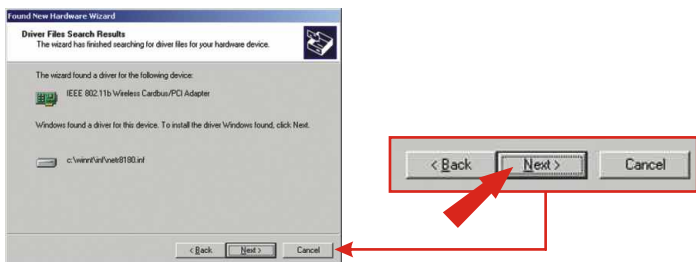 Found New Hardware Wizard
Driver Files Search Results
The wizard has finished searching for driver files for your hardware device.
The wizard found a driver for the following device:
IEEE 802.11b Wireless Cardbus/PCI Adapter
Windows found a driver for this device. To install the driver Windows found, click Next.
c:\winnt\inf\netr8180.inf
< Back Next > Cancel
< Back Next > Cancel